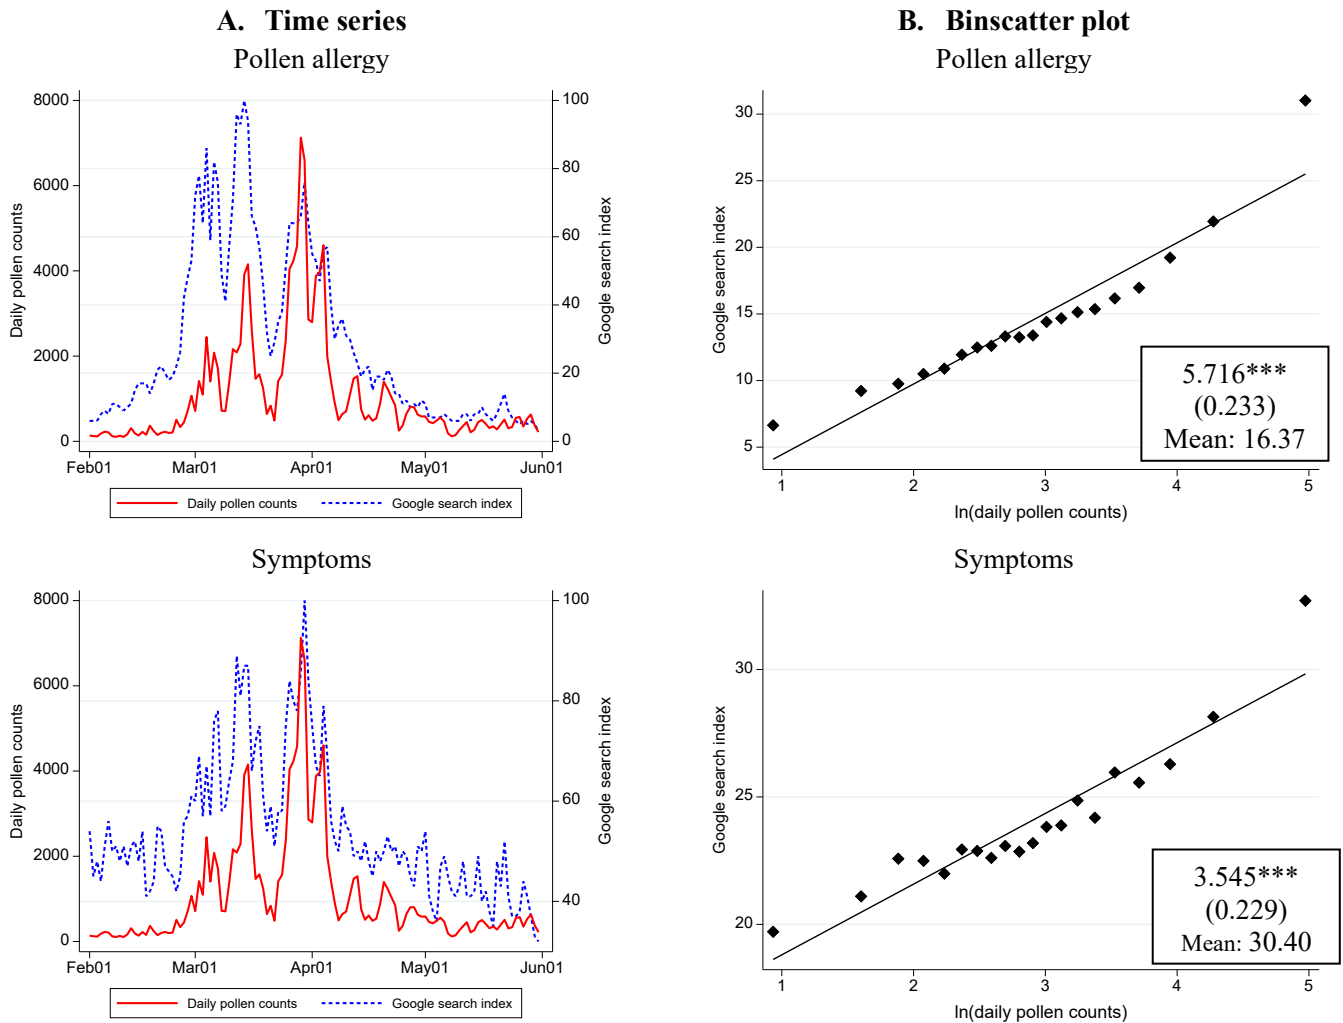 A. Time series
Pollen allergy
8000
6000
4000
2000
0
Daily pollen counts
100
80
60
40
20
0
Google search index
Feb01 Mar01 Apr01 May01 Jun01
Daily pollen counts Google search index
B. Binscatter plot
Pollen allergy
30
25
20
15
10
5
Google search index
5.716***
(0.233)
Mean: 16.37
1 2 3 4 5
ln(daily pollen counts)
Symptoms
8000
6000
4000
2000
0
Daily pollen counts
100
80
60
40
Google search index
Feb01 Mar01 Apr01 May01 Jun01
Daily pollen counts Google search index
Symptoms
30
25
20
Google search index
3.545***
(0.229)
Mean: 30.40
1 2 3 4 5
ln(daily pollen counts)